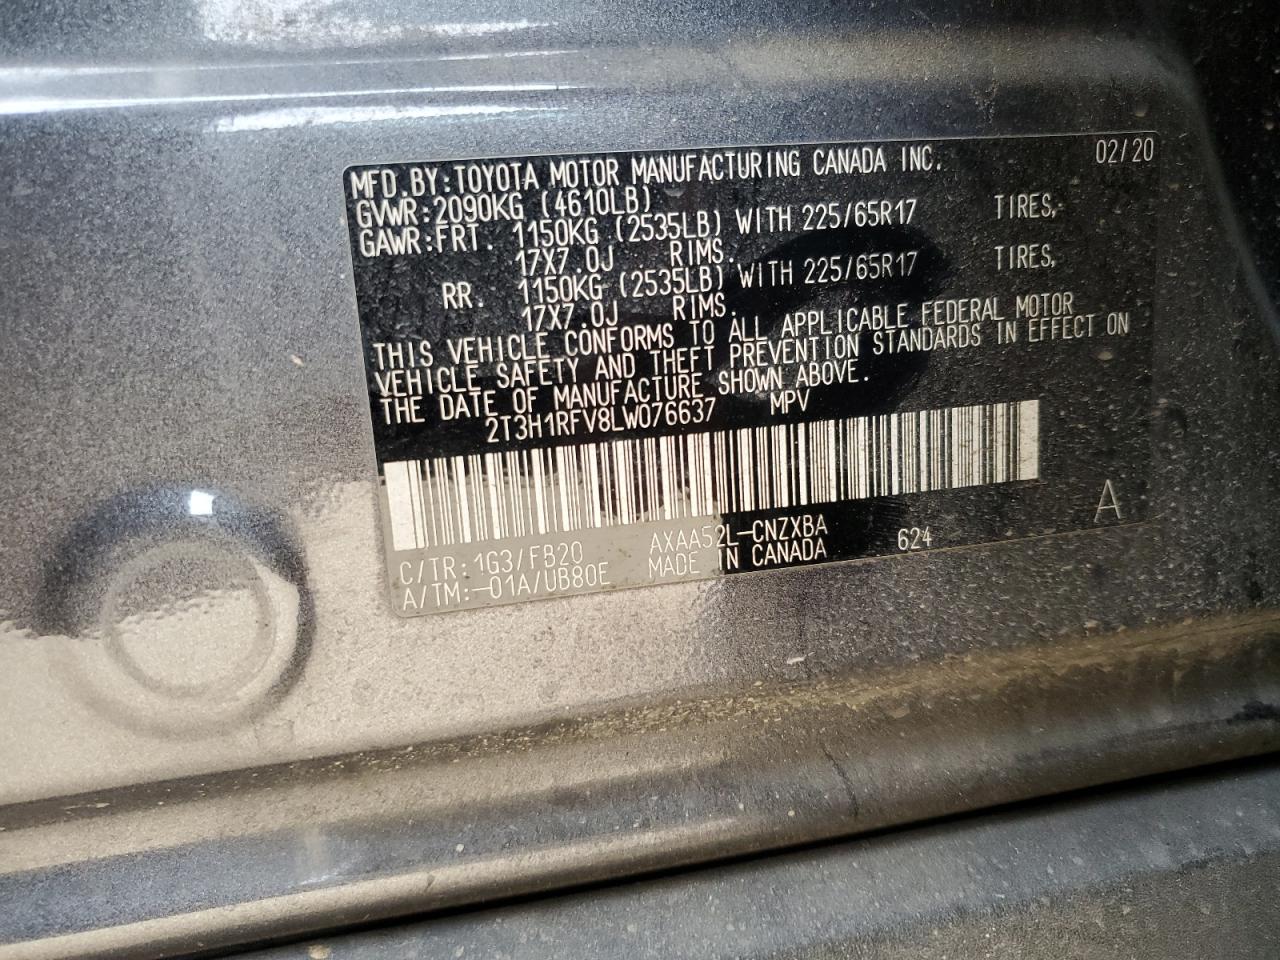 MFD.BY:TOYOTA MOTOR MANUFACTURING CANADA INC. 02/20
GVWR:2090KG (4610LB)
GAWR:FRT. 1150KG (2535LB) WITH 225/65R17 TIRES,
17X7.0J RIMS.
RR. 1150KG (2535LB) WITH 225/65R17 TIRES,
17X7.0J RIMS.
THIS VEHICLE CONFORMS TO ALL APPLICABLE FEDERAL MOTOR
VEHICLE SAFETY AND THEFT PREVENTION STANDARDS IN EFFECT ON
THE DATE OF MANUFACTURE SHOWN ABOVE.
2T3H1RFV8LW076637 MPV
C/TR:1G3/FB20 AXAA52L-CNZXBA 624 A
A/TM:-01A/UB80E MADE IN CANADA